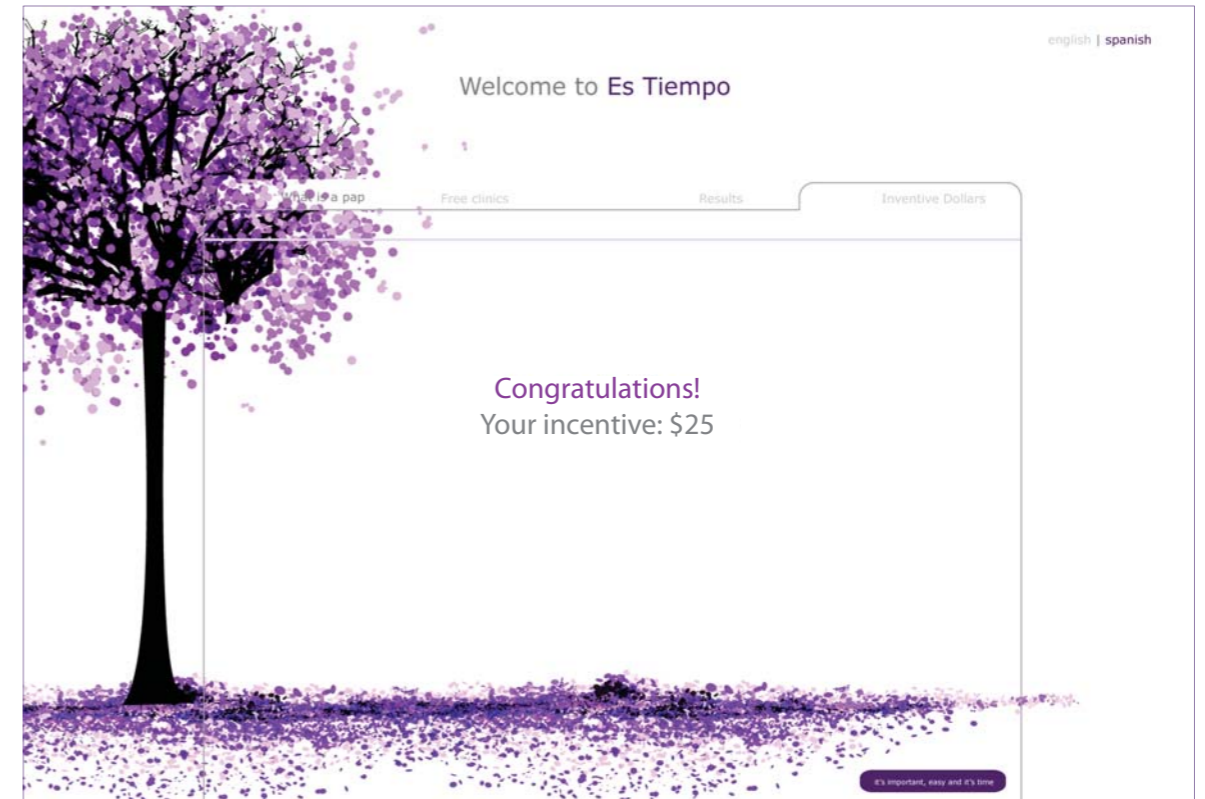 english | spanish
Welcome to Es Tiempo
What is a pap
Free clinics
Results
Inventive Dollars
Congratulations!
Your incentive: $25
it's important, easy and it's time